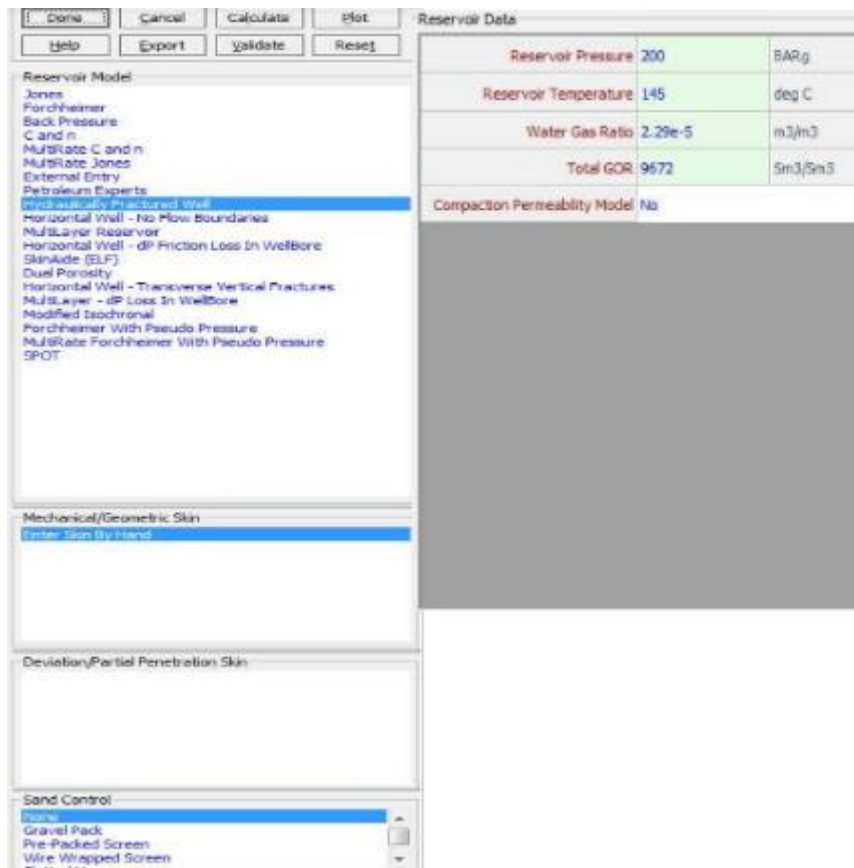 Done Cancel Calculate Plot
Help Export Validate Reset
Reservoir Model
Jones
Forchheimer
Back Pressure
C and n
MultiRate C and n
MultiRate Jones
External Entry
Petroleum Experts
Hydraulically Fractured Well
Horizontal Well - No Flow Boundaries
MultiLayer Reservoir
Horizontal Well - dP Friction Loss In WellBore
SkinAide (ELF)
Dual Porosity
Horizontal Well - Transverse Vertical Fractures
MultiLayer - dP Loss In WellBore
Modified Isochronal
Forchheimer With Pseudo Pressure
MultiRate Forchheimer With Pseudo Pressure
SPOT
Mechanical/Geometric Skin
Enter Skin By Hand
Deviation/Partial Penetration Skin
Sand Control
None
Gravel Pack
Pre-Packed Screen
Wire Wrapped Screen
Reservoir Data
Reservoir Pressure 200 BARg
Reservoir Temperature 145 deg C
Water Gas Ratio 2.29e-5 m3/m3
Total GOR 9672 Sm3/Sm3
Compaction Permeability Model No